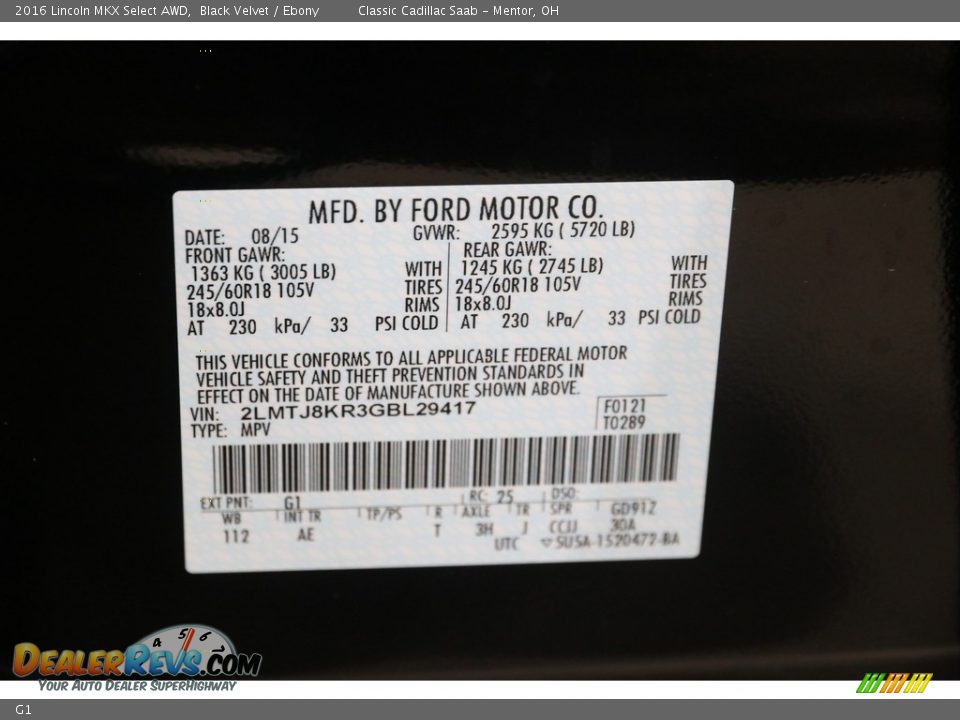 2016 Lincoln MKX Select AWD, Black Velvet / Ebony Classic Cadillac Saab – Mentor, OH
MFD. BY FORD MOTOR CO.
DATE: 08/15 GVWR: 2595 KG ( 5720 LB)
FRONT GAWR: REAR GAWR:
1363 KG ( 3005 LB) WITH 1245 KG ( 2745 LB) WITH
245/60R18 105V TIRES 245/60R18 105V TIRES
18x8.0J RIMS 18x8.0J RIMS
AT 230 kPa/ 33 PSI COLD AT 230 kPa/ 33 PSI COLD
THIS VEHICLE CONFORMS TO ALL APPLICABLE FEDERAL MOTOR
VEHICLE SAFETY AND THEFT PREVENTION STANDARDS IN
EFFECT ON THE DATE OF MANUFACTURE SHOWN ABOVE.
VIN: 2LMTJ8KR3GBL29417 F0121
TYPE: MPV T0289
EXT PNT: G1 RC: 25 DSO:
WB INT TR TP/PS R AXLE TR SPR GD91Z
112 AE T 3H J CCJJ 30A
UTC SU5A-1520472-BA
4 5 6
DEALERREVS.COM
YOUR AUTO DEALER SUPERHIGHWAY
G1